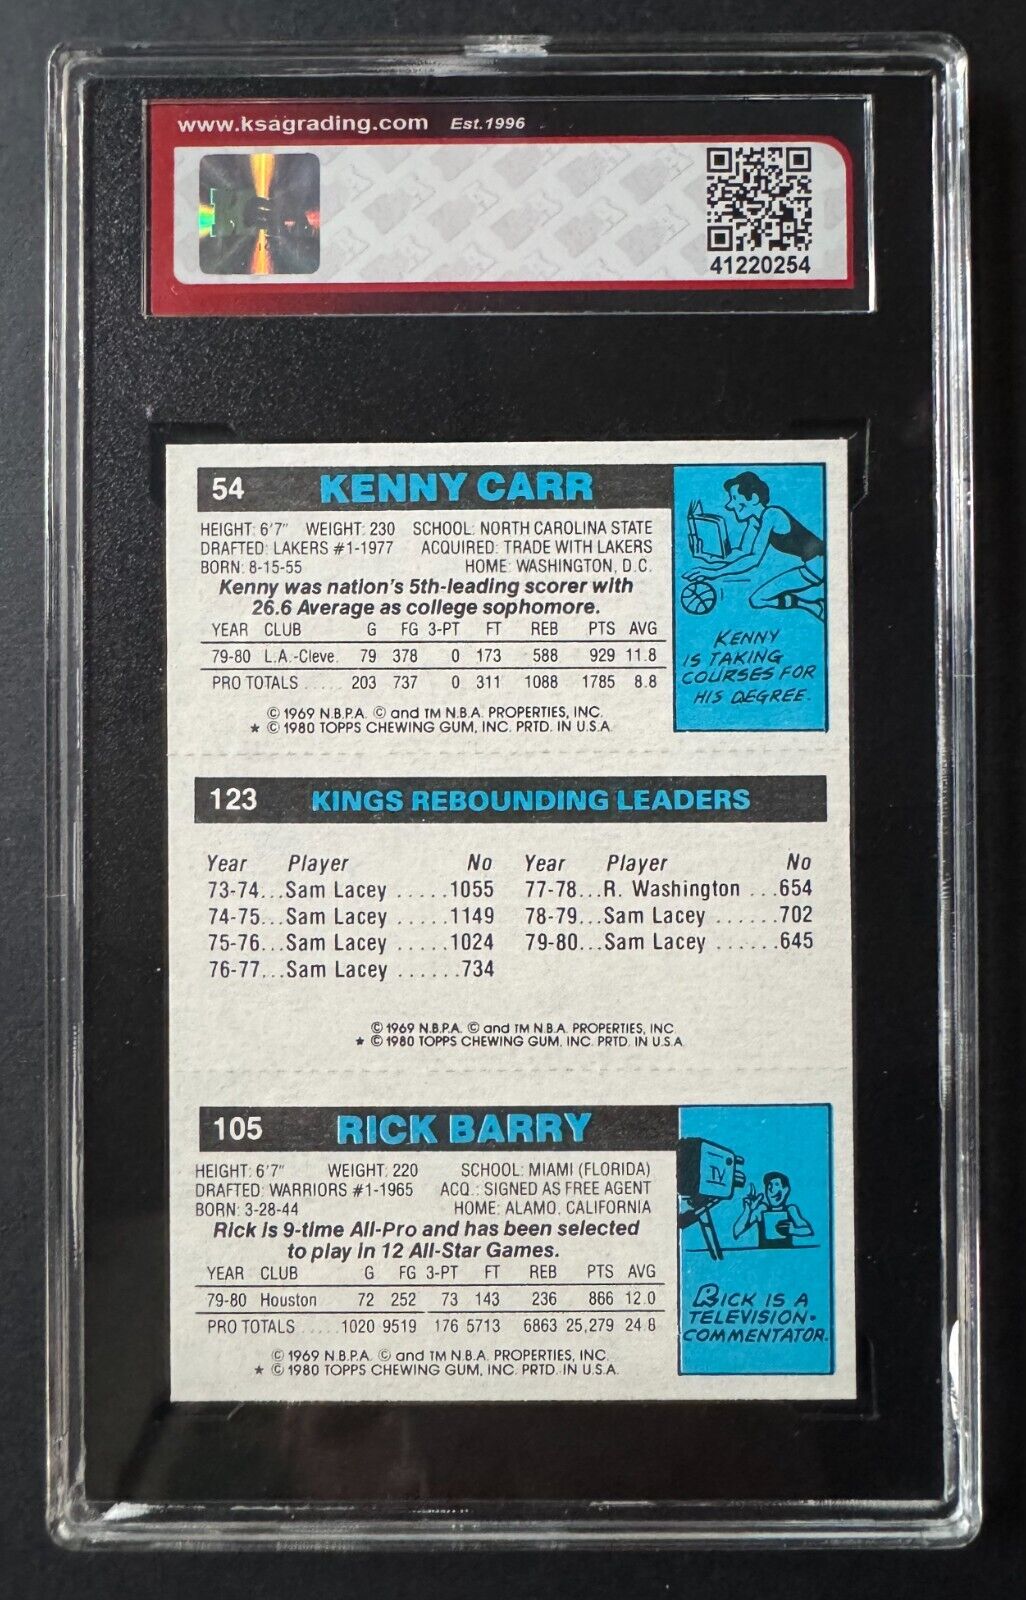 www.ksagrading.com Est.1996
41220254
54 KENNY CARR
HEIGHT: 6'7" WEIGHT: 230 SCHOOL: NORTH CAROLINA STATE
DRAFTED: LAKERS #1-1977 ACQUIRED: TRADE WITH LAKERS
BORN: 8-15-55 HOME: WASHINGTON, D.C.
Kenny was nation's 5th-leading scorer with
26.6 Average as college sophomore.
YEAR CLUB G FG 3-PT FT REB PTS AVG
79-80 L.A.-Cleve. 79 378 0 173 588 929 11.8
PRO TOTALS ..... 203 737 0 311 1088 1785 8.8
© 1969 N.B.P.A. © and TM N.B.A. PROPERTIES, INC.
★ © 1980 TOPPS CHEWING GUM, INC. PRTD. IN U.S.A.
KENNY
IS TAKING
COURSES FOR
HIS DEGREE.
123 KINGS REBOUNDING LEADERS
Year Player No Year Player No
73-74...Sam Lacey .....1055 77-78...R. Washington ...654
74-75...Sam Lacey .....1149 78-79...Sam Lacey ......702
75-76...Sam Lacey .....1024 79-80...Sam Lacey ......645
76-77...Sam Lacey ......734
© 1969 N.B.P.A. © and TM N.B.A. PROPERTIES, INC.
★ © 1980 TOPPS CHEWING GUM, INC. PRTD. IN U.S.A.
105 RICK BARRY
HEIGHT: 6'7" WEIGHT: 220 SCHOOL: MIAMI (FLORIDA)
DRAFTED: WARRIORS #1-1965 ACQ.: SIGNED AS FREE AGENT
BORN: 3-28-44 HOME: ALAMO, CALIFORNIA
Rick is 9-time All-Pro and has been selected
to play in 12 All-Star Games.
YEAR CLUB G FG 3-PT FT REB PTS AVG
79-80 Houston 72 252 73 143 236 866 12.0
PRO TOTALS .....1020 9519 176 5713 6863 25,279 24.8
© 1969 N.B.P.A. © and TM N.B.A. PROPERTIES, INC.
★ © 1980 TOPPS CHEWING GUM, INC. PRTD. IN U.S.A.
TV
RICK IS A
TELEVISION
COMMENTATOR.